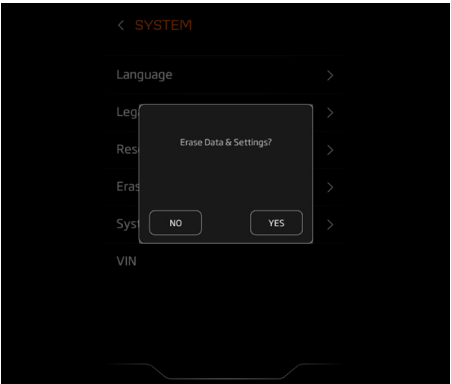 < SYSTEM
Language
Leg
Res
Eras
Erase Data & Settings?
Syst
NO
YES
VIN